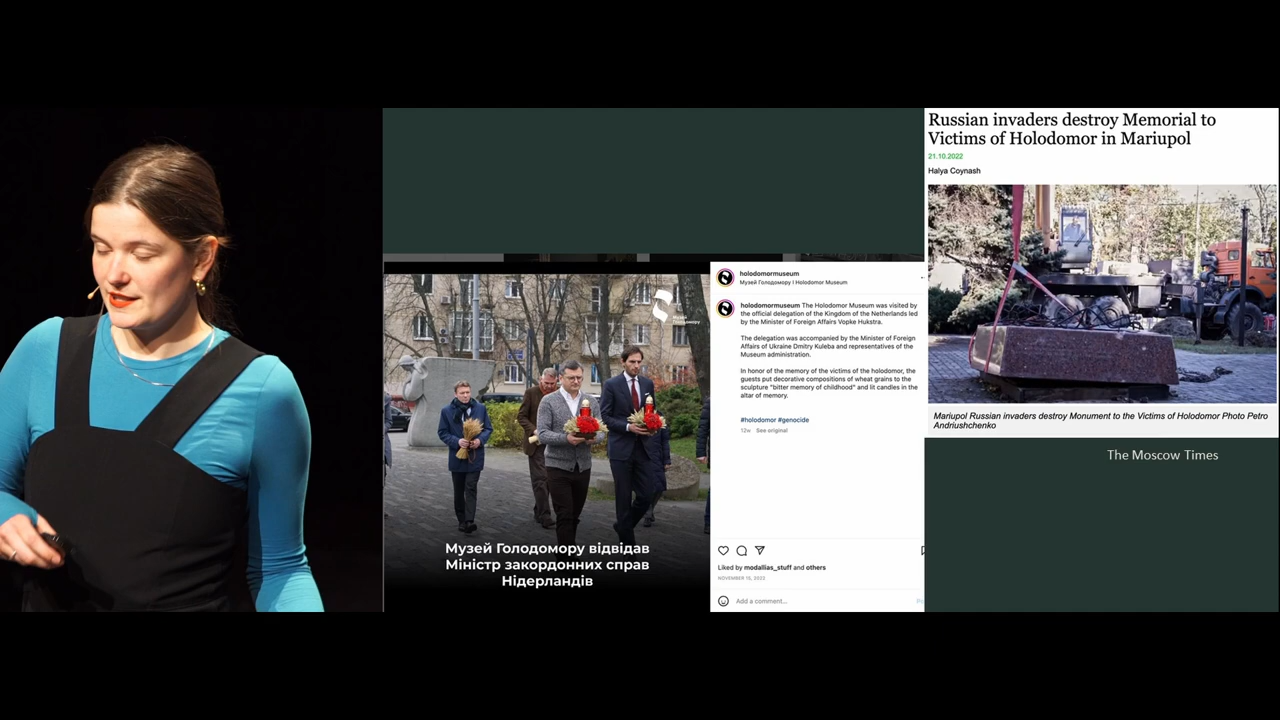 Музей
Голодомору
Музей Голодомору відвідав
Міністр закордонних справ
Нідерландів
holodomormuseum
Музей Голодомору I Holodomor Museum
holodomormuseum The Holodomor Museum was visited by
the official delegation of the Kingdom of the Netherlands led
by the Minister of Foreign Affairs Vopke Hukstra.
The delegation was accompanied by the Minister of Foreign
Affairs of Ukraine Dmitry Kuleba and representatives of the
Museum administration.
In honor of the memory of the victims of the holodomor, the
guests put decorative compositions of wheat grains to the
sculpture "bitter memory of childhood" and lit candles in the
altar of memory.
#holodomor #genocide
12w See original
Liked by modallias_stuff and others
NOVEMBER 15, 2022
Add a comment...
Russian invaders destroy Memorial to
Victims of Holodomor in Mariupol
21.10.2022
Halya Coynash
Mariupol Russian invaders destroy Monument to the Victims of Holodomor Photo Petro
Andriushchenko
The Moscow Times